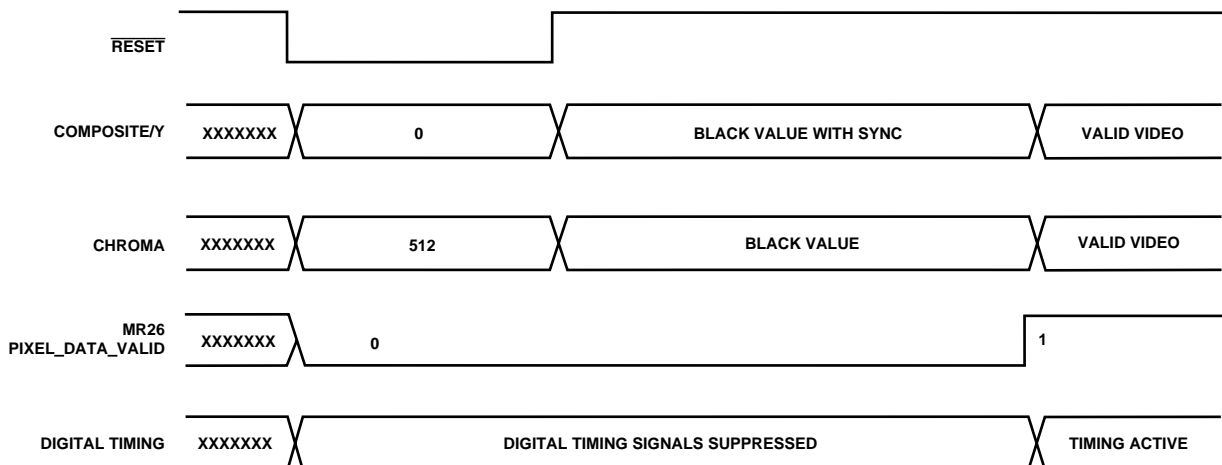 RESET
COMPOSITE/Y XXXXXXX 0 BLACK VALUE WITH SYNC VALID VIDEO
CHROMA XXXXXXX 512 BLACK VALUE VALID VIDEO
MR26
PIXEL_DATA_VALID XXXXXXX 0 1
DIGITAL TIMING XXXXXXX DIGITAL TIMING SIGNALS SUPPRESSED TIMING ACTIVE